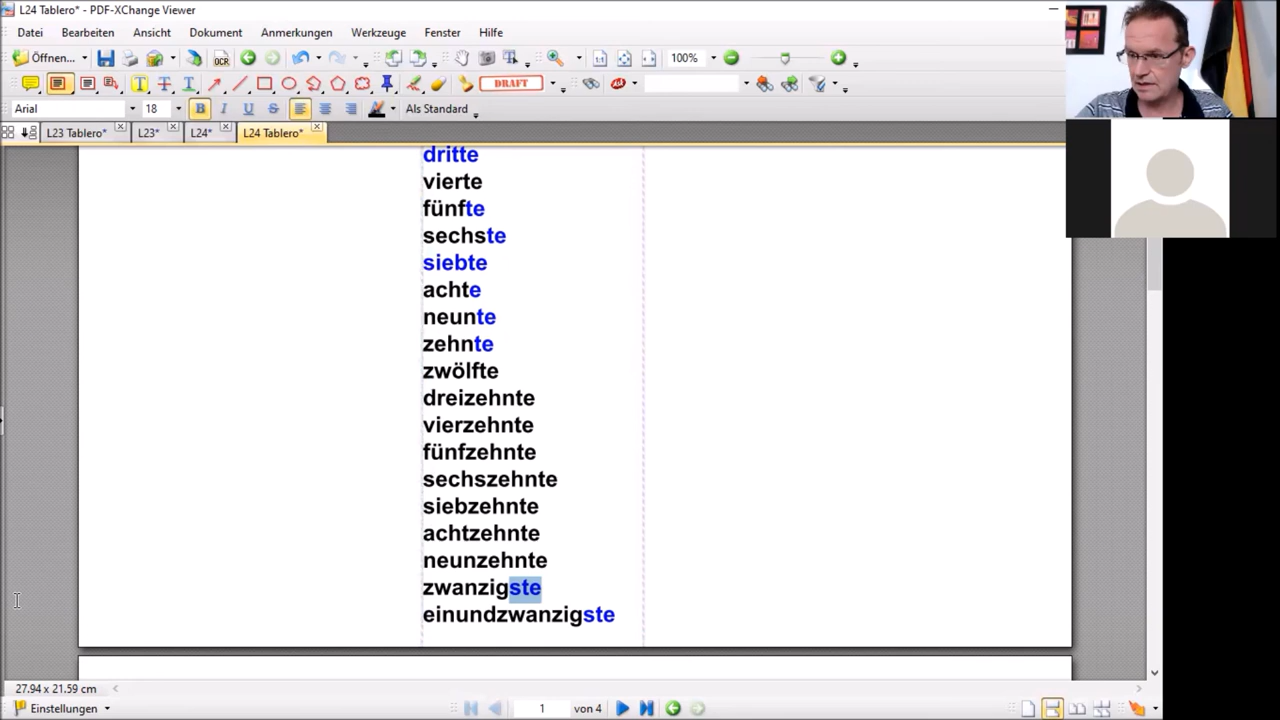 L24 Tablero* - PDF-XChange Viewer
Datei Bearbeiten Ansicht Dokument Anmerkungen Werkzeuge Fenster Hilfe
Öffnen... OCR 100%
DRAFT
Arial 18 B I U S A Als Standard
L23 Tablero* L23* L24* L24 Tablero*
dritte
vierte
fünfte
sechste
siebte
achte
neunte
zehnte
zwölfte
dreizehnte
vierzehnte
fünfzehnte
sechszehnte
siebzehnte
achtzehnte
neunzehnte
zwanzigste
einundzwanzigste
27.94 x 21.59 cm
Einstellungen 1 von 4